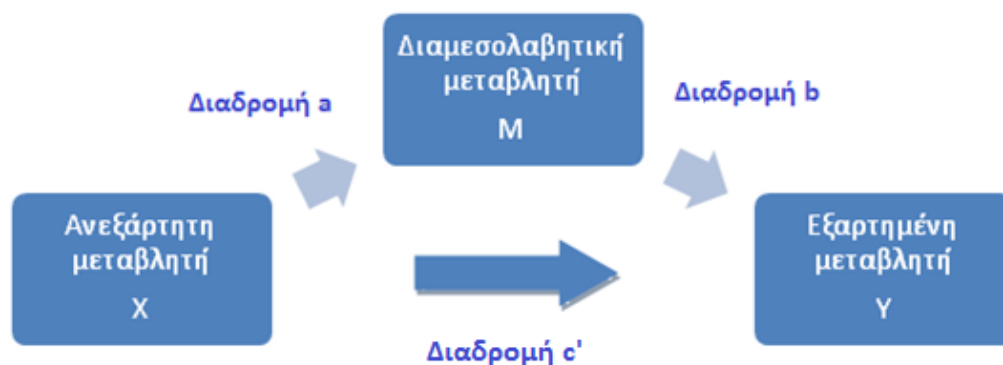 Διαμεσολαβητική
μεταβλητή
Μ
Διαδρομή a
Διαδρομή b
Ανεξάρτητη
μεταβλητή
Χ
Εξαρτημένη
μεταβλητή
Υ
Διαδρομή c'